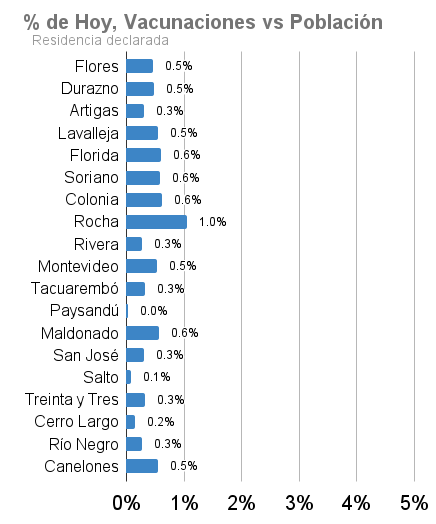 % de Hoy, Vacunaciones vs Población
Residencia declarada
Flores 0.5%
Durazno 0.5%
Artigas 0.3%
Lavalleja 0.5%
Florida 0.6%
Soriano 0.6%
Colonia 0.6%
Rocha 1.0%
Rivera 0.3%
Montevideo 0.5%
Tacuarembó 0.3%
Paysandú 0.0%
Maldonado 0.6%
San José 0.3%
Salto 0.1%
Treinta y Tres 0.3%
Cerro Largo 0.2%
Río Negro 0.3%
Canelones 0.5%
0% 1% 2% 3% 4% 5%